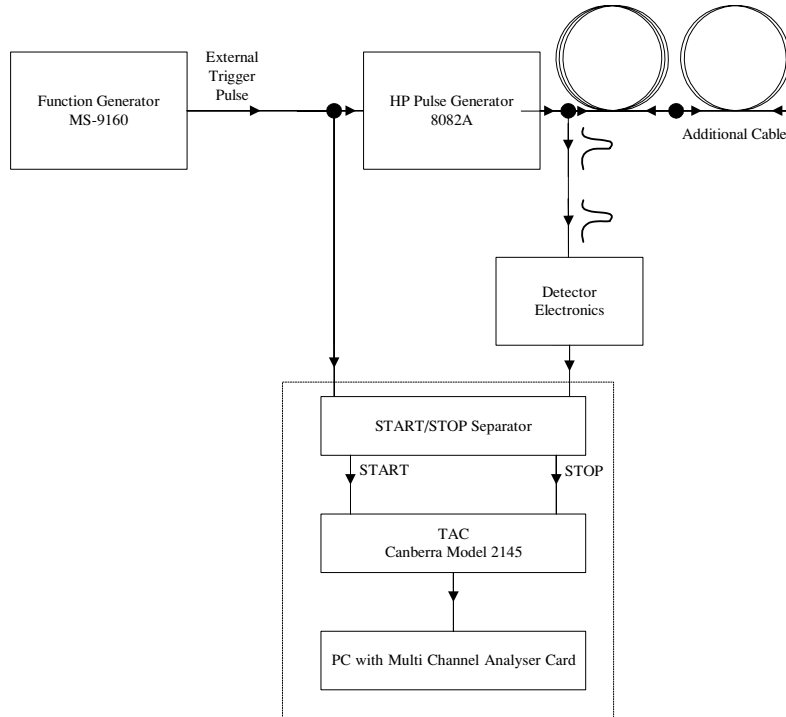 External
Trigger
Pulse
Function Generator
MS-9160
HP Pulse Generator
8082A
Additional Cable
Detector
Electronics
START/STOP Separator
START
STOP
TAC
Canberra Model 2145
PC with Multi Channel Analyser Card